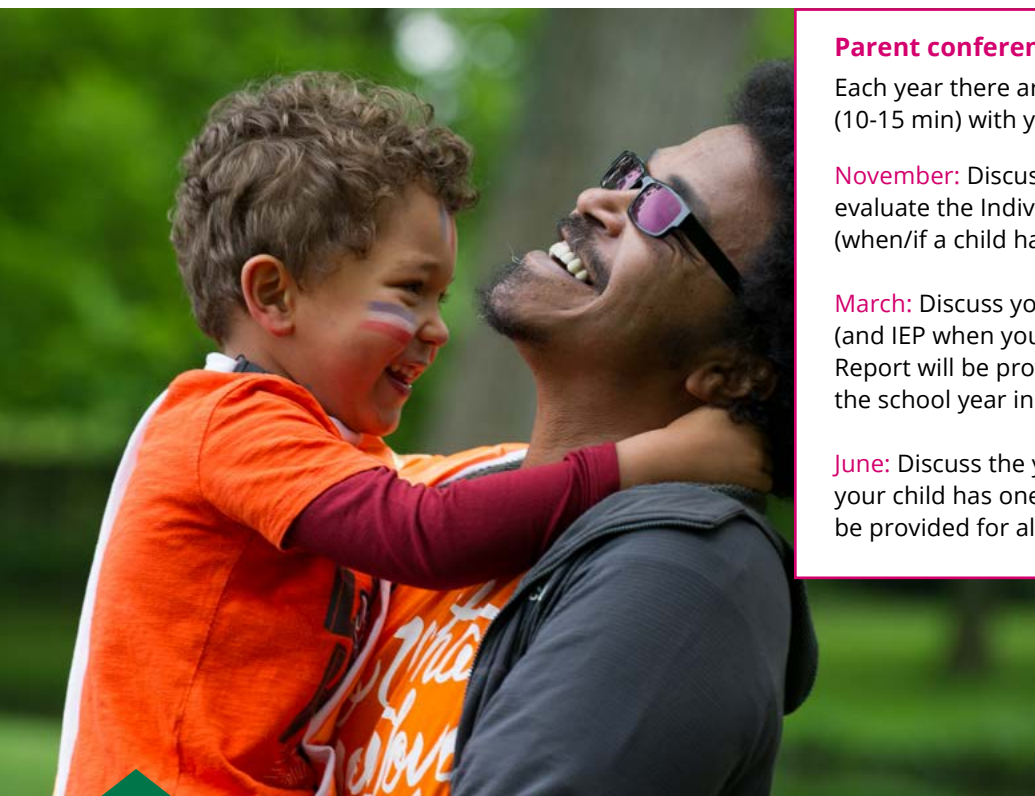 Parent conferen
Each year there ar
(10-15 min) with y
November: Discus
evaluate the Indiv
(when/if a child ha
March: Discuss yo
(and IEP when you
Report will be pro
the school year in
June: Discuss the y
your child has one
be provided for al